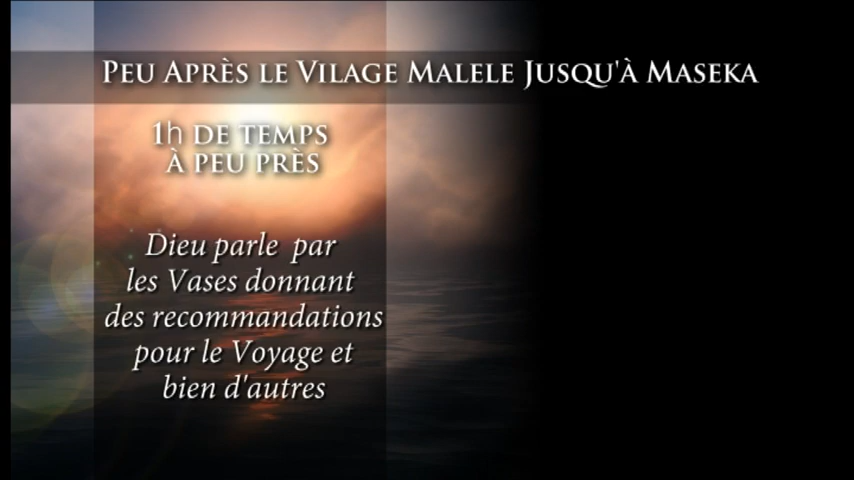 Peu Après le Vilage Malele Jusqu'à Maseka
1h de temps
à peu près
Dieu parle par
les Vases donnant
des recommandations
pour le Voyage et
bien d'autres